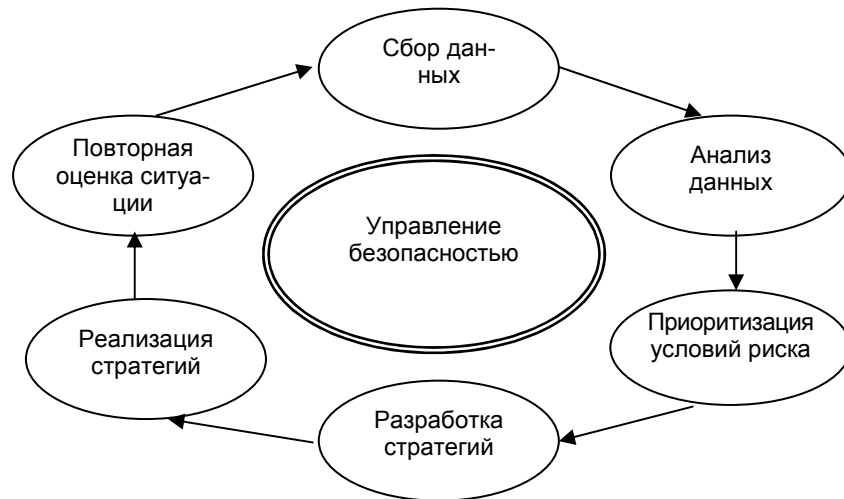 Сбор дан-
ных
Повторная
оценка ситуа-
ции
Анализ
данных
Управление
безопасностью
Реализация
стратегий
Приоритизация
условий риска
Разработка
стратегий